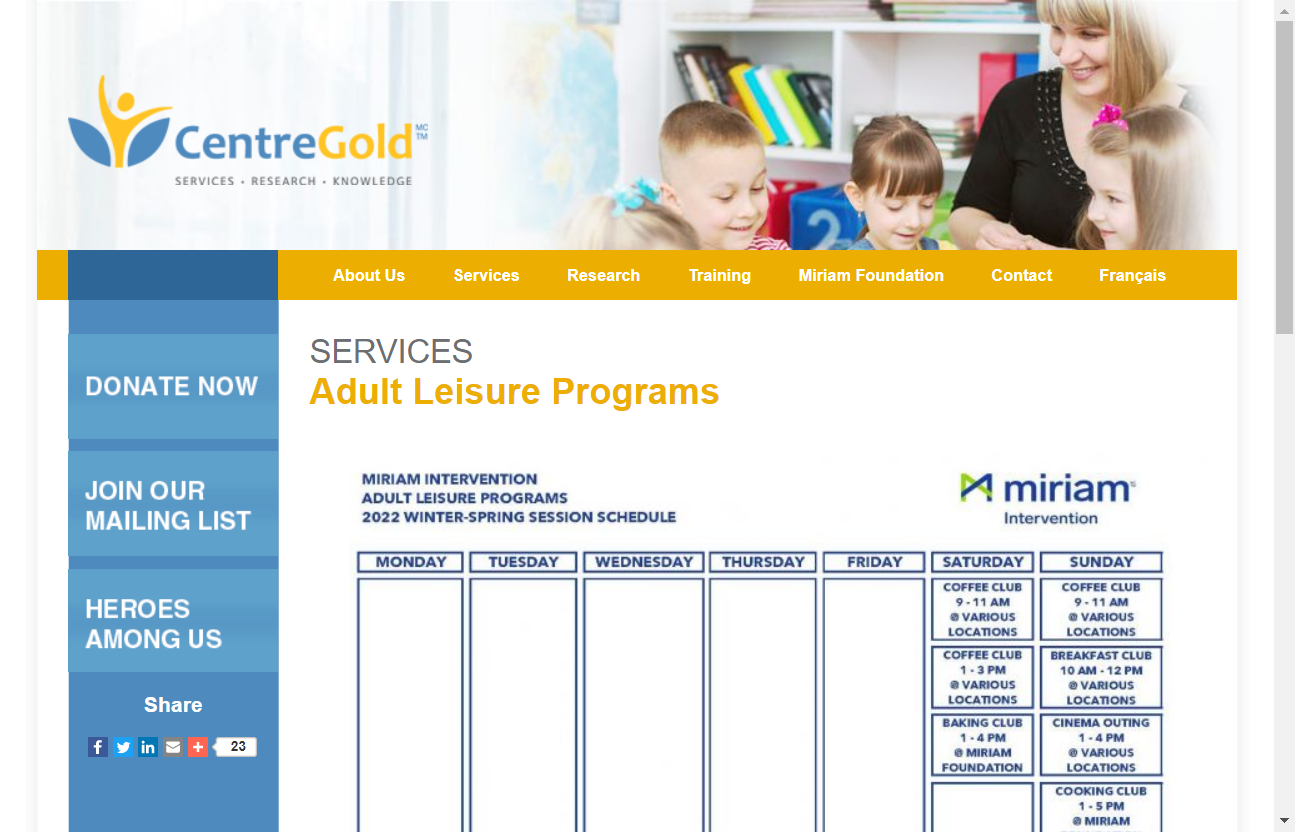 CentreGold MC TM
SERVICES • RESEARCH • KNOWLEDGE
About Us Services Research Training Miriam Foundation Contact Français
DONATE NOW
JOIN OUR
MAILING LIST
HEROES
AMONG US
Share
23
SERVICES
Adult Leisure Programs
MIRIAM INTERVENTION
ADULT LEISURE PROGRAMS
2022 WINTER-SPRING SESSION SCHEDULE
miriam
Intervention
MONDAY TUESDAY WEDNESDAY THURSDAY FRIDAY SATURDAY SUNDAY
COFFEE CLUB
9 - 11 AM
@ VARIOUS
LOCATIONS
COFFEE CLUB
9 - 11 AM
@ VARIOUS
LOCATIONS
COFFEE CLUB
1 - 3 PM
@ VARIOUS
LOCATIONS
BREAKFAST CLUB
10 AM - 12 PM
@ VARIOUS
LOCATIONS
BAKING CLUB
1 - 4 PM
@ MIRIAM
FOUNDATION
CINEMA OUTING
1 - 4 PM
@ VARIOUS
LOCATIONS
COOKING CLUB
1 - 5 PM
@ MIRIAM